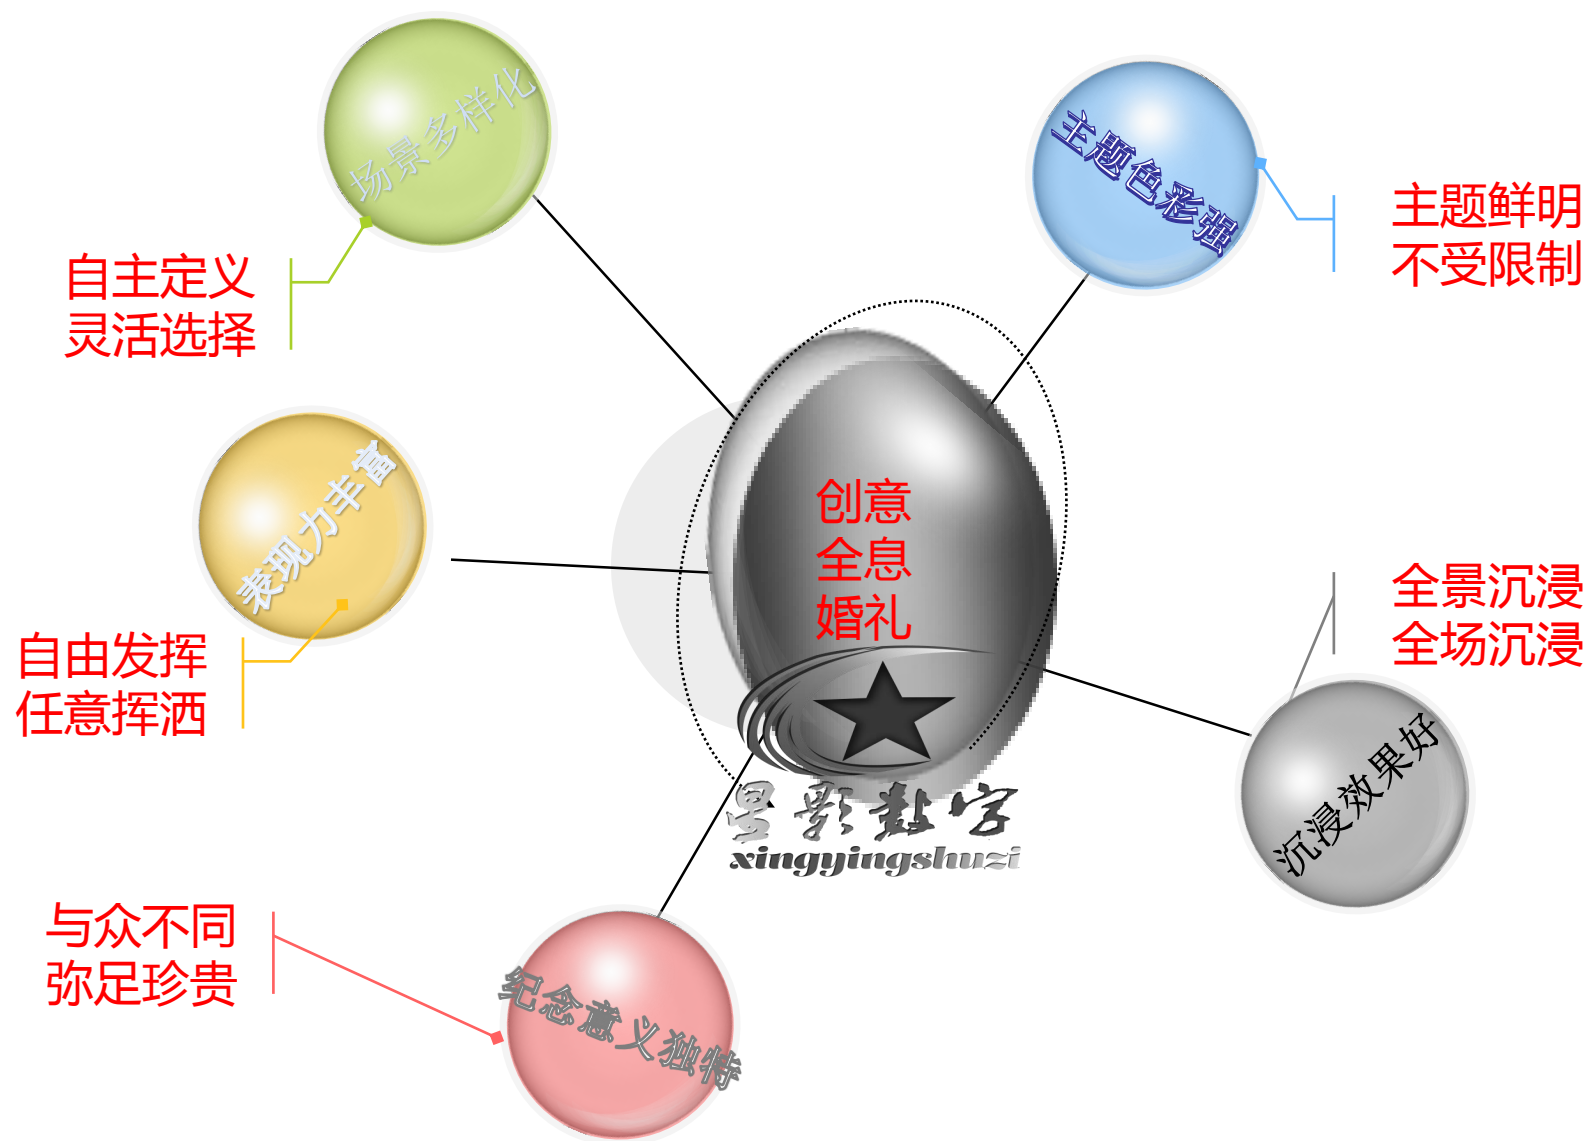 场景多样化
自主定义
灵活选择
主题色彩强
主题鲜明
不受限制
表现力丰富
自由发挥
任意挥洒
创意
全息
婚礼
星影数字
xingyingshuzi
全景沉浸
全场沉浸
沉浸效果好
与众不同
弥足珍贵
纪念意义独特